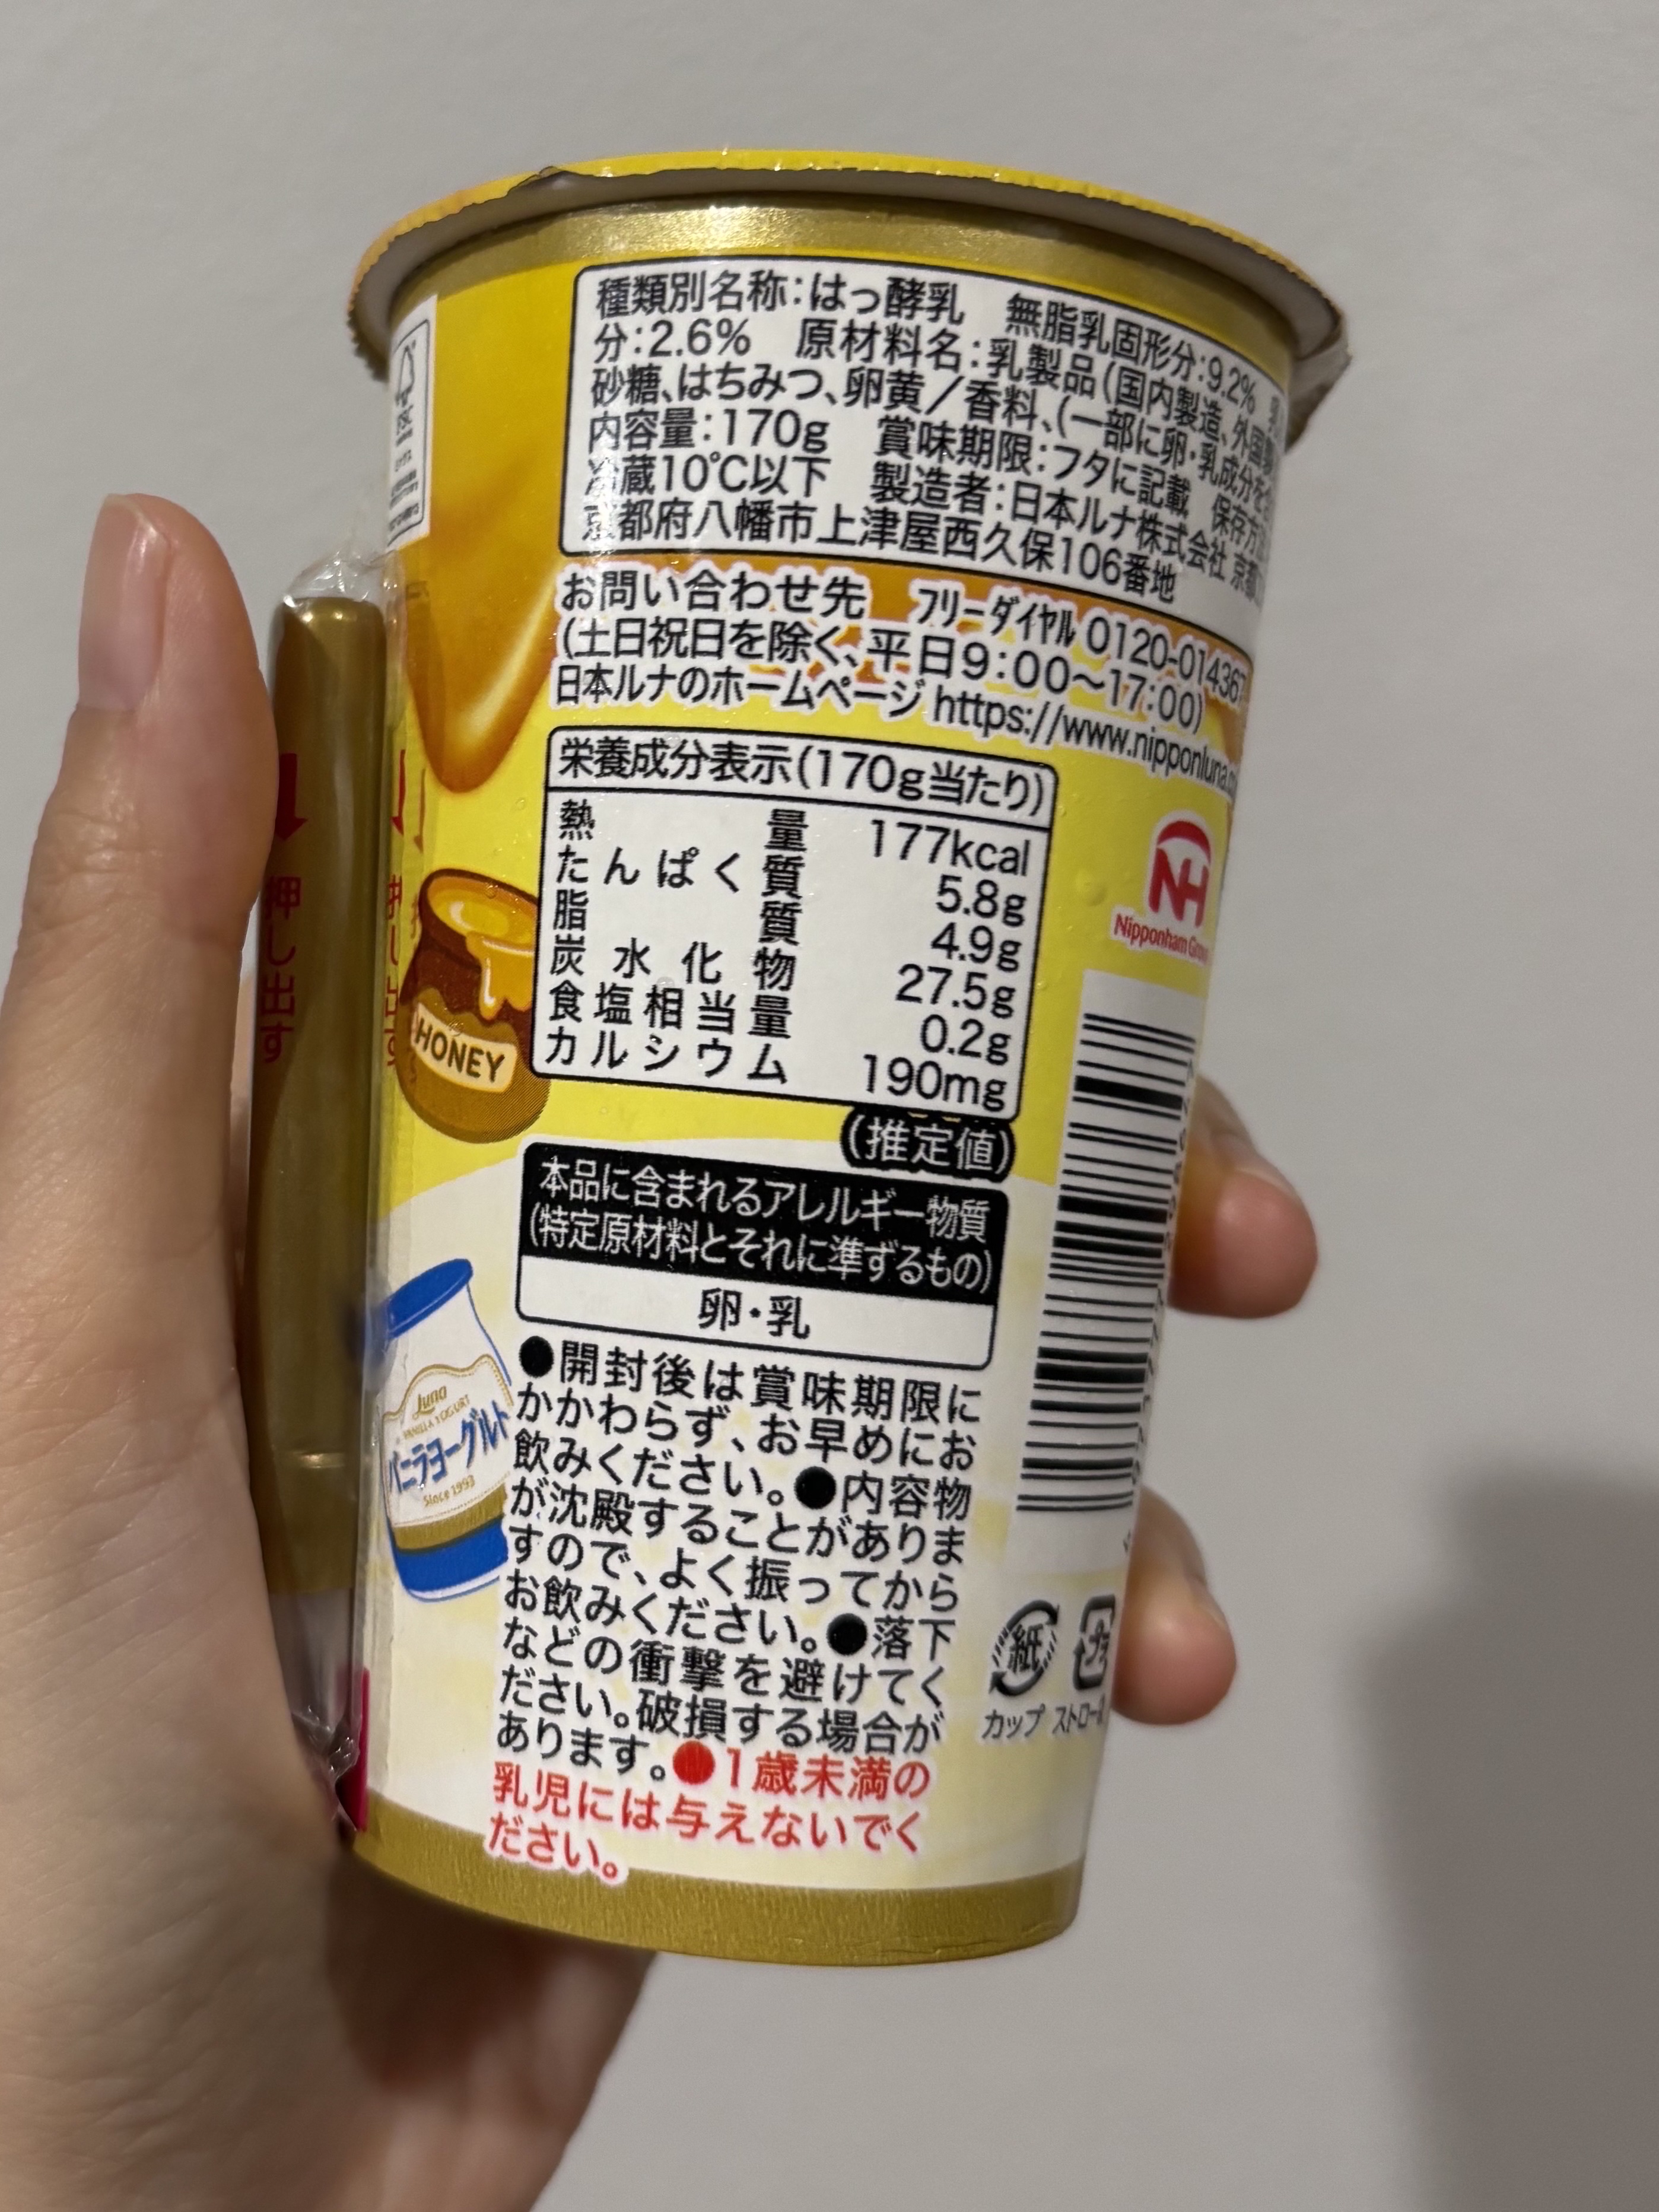 種類別名称:はっ酵乳　無脂乳固形分:9.2%
分:2.6%　原材料名:乳製品(国内製造、外国
砂糖、はちみつ、卵黄/香料、(一部に卵・乳成分を
内容量:170g　賞味期限:フタに記載　保存方
冷蔵10℃以下　製造者:日本ルナ株式会社　京都
京都府八幡市上津屋西久保106番地
お問い合わせ先　フリーダイヤル 0120-014367
(土日祝日を除く、平日9:00〜17:00)
日本ルナのホームページ https://www.nipponluna.c
栄養成分表示(170g当たり)
熱量 177kcal
たんぱく質 5.8g
脂質 4.9g
炭水化物 27.5g
食塩相当量 0.2g
カルシウム 190mg
(推定値)
本品に含まれるアレルギー物質
(特定原材料とそれに準ずるもの)
卵・乳
●開封後は賞味期限に
かかわらず、お早めにお
飲みください。●内容物
が沈殿することがありま
すので、よく振ってから
お飲みください。●落下
などの衝撃を避けてく
ださい。破損する場合が
あります。●1歳未満の
乳児には与えないでく
ださい。
NH
Nipponham Gro
紙
プラ
カップ ストロー
FSC
押し出す
HONEY
Luna
VANILLA YOGURT
バニラヨーグルト
Since 1993